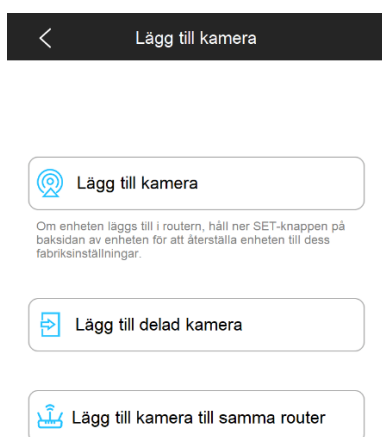 Lägg till kamera
Lägg till kamera
Om enheten läggs till i routern, håll ner SET-knappen på
baksidan av enheten för att återställa enheten till dess
fabriksinställningar.
Lägg till delad kamera
Lägg till kamera till samma router